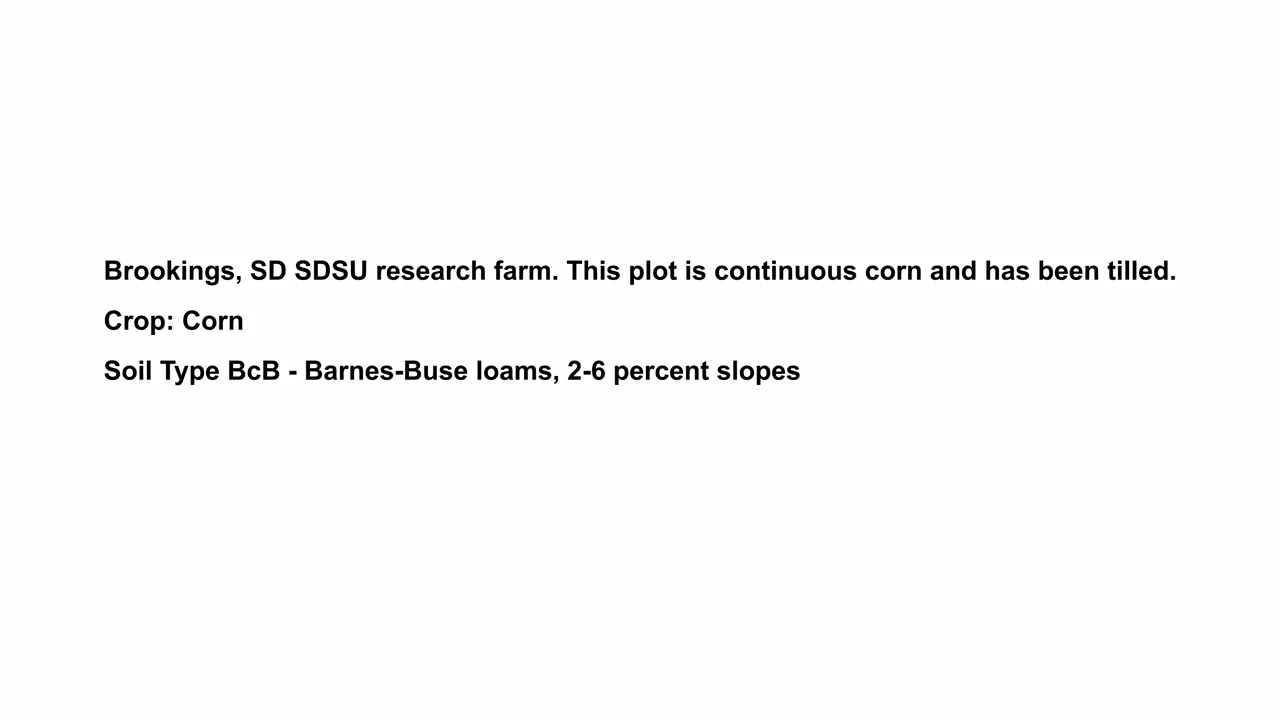 Brookings, SD SDSU research farm. This plot is continuous corn and has been tilled.
Crop: Corn
Soil Type BcB - Barnes-Buse loams, 2-6 percent slopes